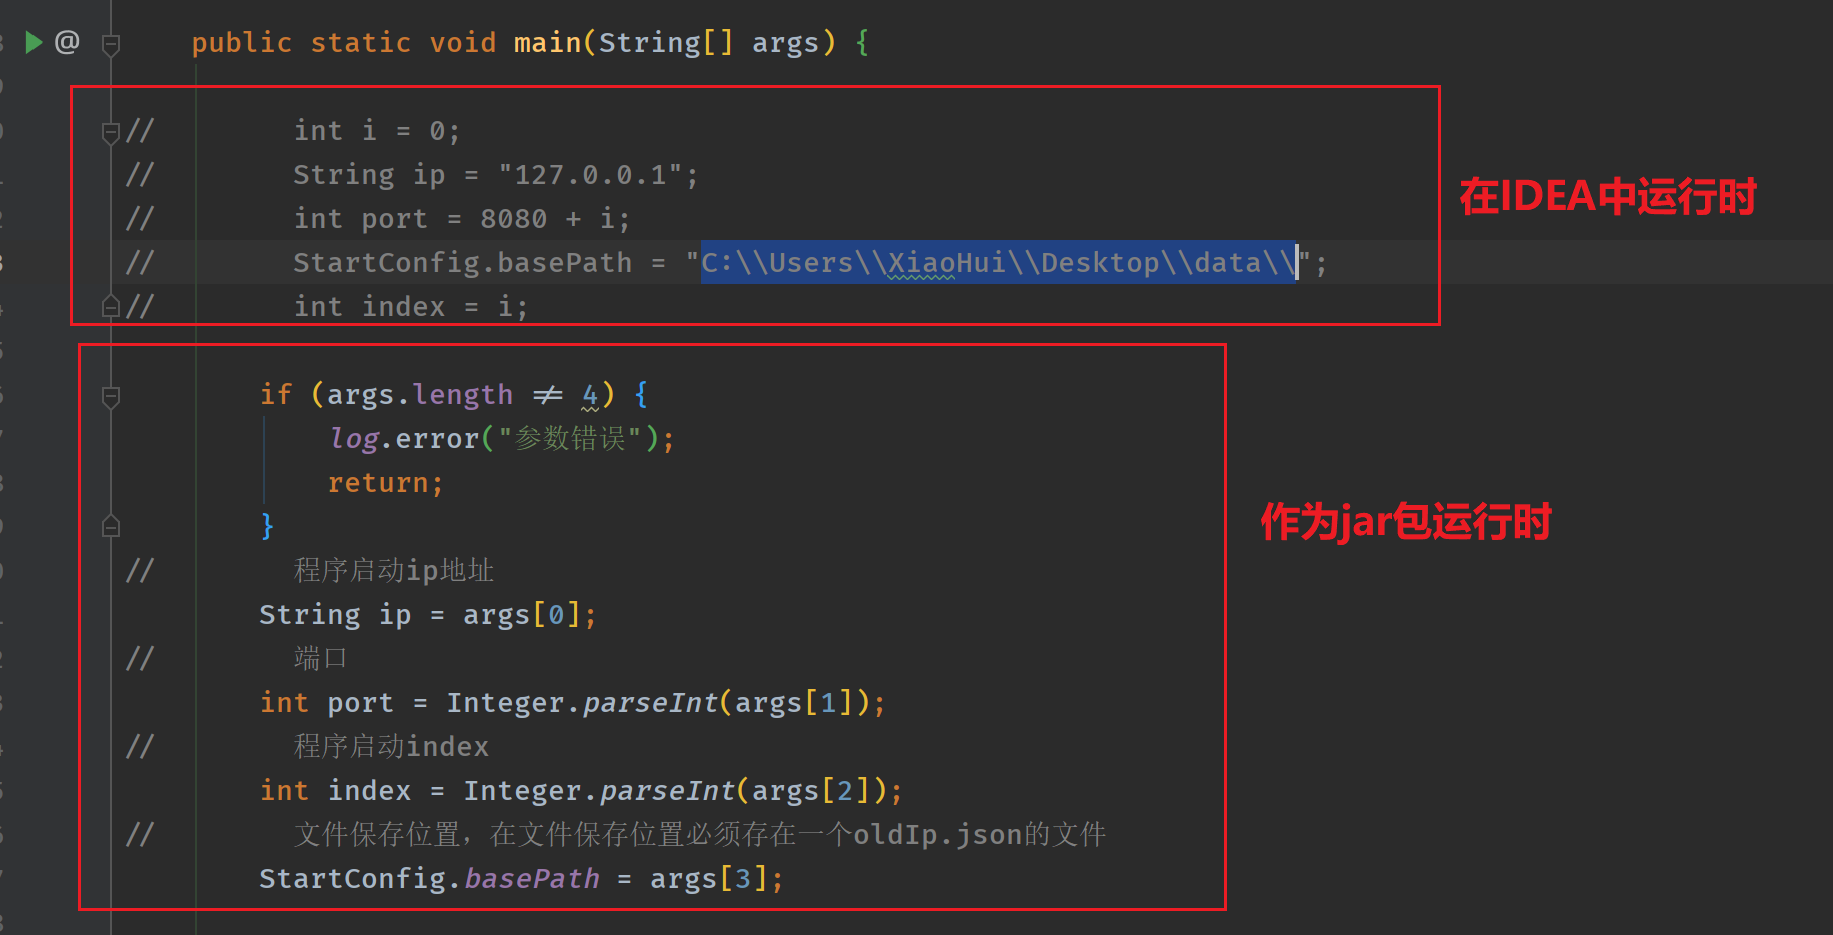 @ public static void main(String[] args) {
// int i = 0;
// String ip = "127.0.0.1";
在IDEA中运行时
// int port = 8080 + i;
// StartConfig.basePath = "C:\\Users\\XiaoHui\\Desktop\\data\\";
// int index = i;
if (args.length ≠ 4) {
log.error("参数错误");
return;
}
作为jar包运行时
// 程序启动ip地址
String ip = args[0];
// 端口
int port = Integer.parseInt(args[1]);
// 程序启动index
int index = Integer.parseInt(args[2]);
// 文件保存位置，在文件保存位置必须存在一个oldIp.json的文件
StartConfig.basePath = args[3];